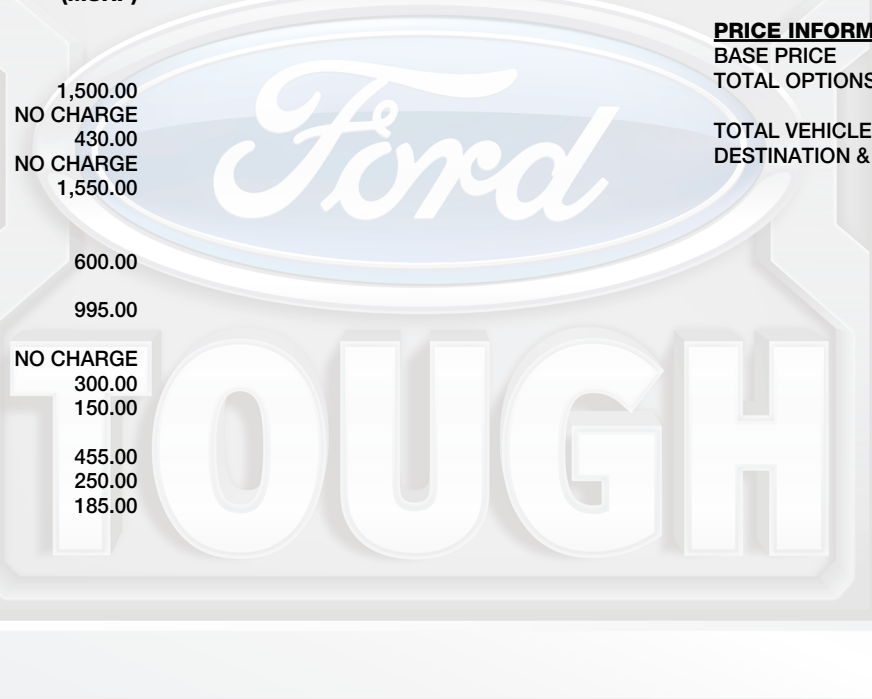 (MSRP)
1,500.00
NO CHARGE
430.00
NO CHARGE
1,550.00
600.00
995.00
NO CHARGE
300.00
150.00
455.00
250.00
185.00
PRICE INFORM
BASE PRICE
TOTAL OPTIONS
TOTAL VEHICLE
DESTINATION &
Ford
TOUGH